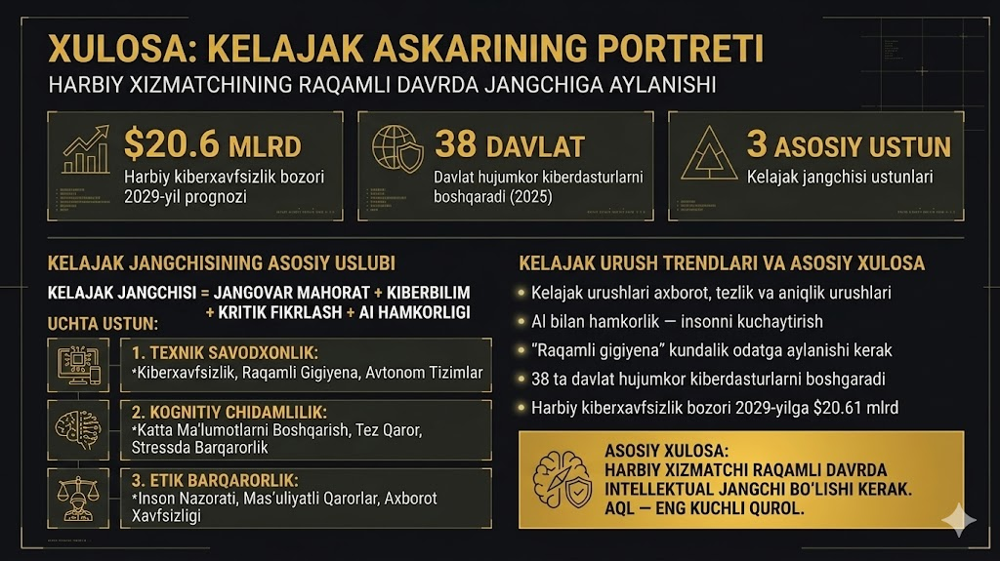 XULOSA: KELAJAK ASKARINING PORTRETI
HARBIY XIZMATCHINING RAQAMLI DAVRDA JANGCHIGA AYLANISHI
$20.6 MLRD
Harbiy kiberxavfsizlik bozori
2029-yil prognozi
38 DAVLAT
Davlat hujumkor kiberdasturlarni
boshqaradi (2025)
3 ASOSIY USTUN
Kelajak jangchisi ustunlari
KELAJAK JANGCHISINING ASOSIY USLUBI
KELAJAK JANGCHISI = JANGOVAR MAHORAT + KIBERBILIM
+ KRITIK FIKRLASH + AI HAMKORLIGI
UCHTA USTUN:
1. TEXNIK SAVODXONLIK:
*Kiberxavfsizlik, Raqamli Gigiyena, Avtonom Tizimlar
2. KOGNITIV CHIDAMLILIK:
*Katta Ma'lumotlarni Boshqarish, Tez Qaror,
Stressda Barqarorlik
3. ETIK BARQARORLIK:
*Inson Nazorati, Mas'uliyatli Qarorlar, Axborot
Xavfsizligi
KELAJAK URUSH TRENDLARI VA ASOSIY XULOSA
• Kelajak urushlari axborot, tezlik va aniqlik urushlari
• AI bilan hamkorlik — insonni kuchaytirish
• "Raqamli gigiyena" kundalik odatga aylanishi kerak
• 38 ta davlat hujumkor kiberdasturlarni boshgaradi
• Harbiy kiberxavfsizlik bozori 2029-yilga $20.61 mlrd
ASOSIY XULOSA:
HARBIY XIZMATCHI RAQAMLI DAVRDA
INTELLEKTUAL JANGCHI BO'LISHI KERAK.
AQL — ENG KUCHLI QUROL.